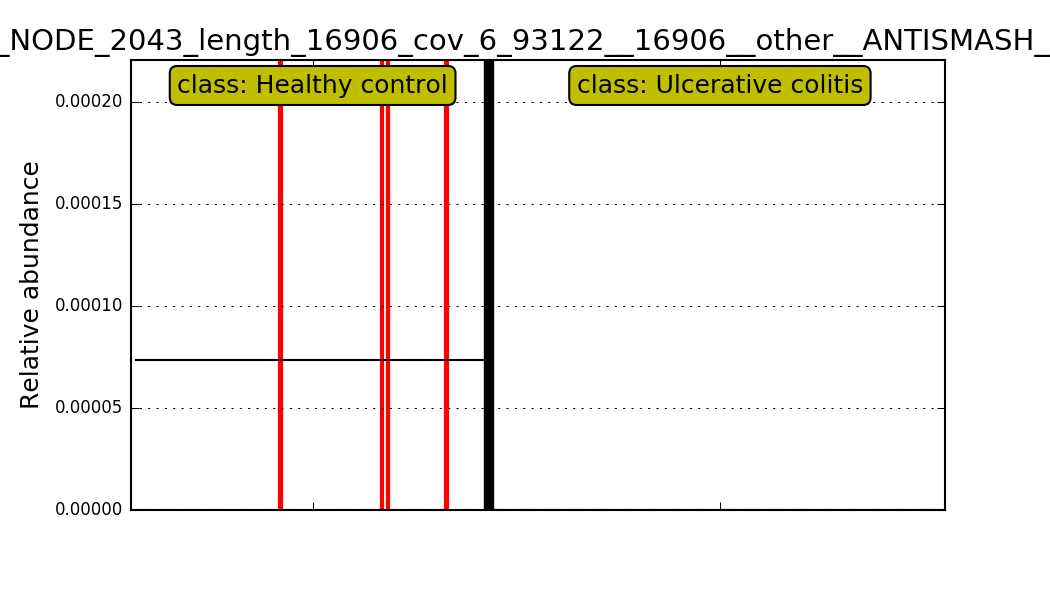 _NODE_2043_length_16906_cov_6_93122__16906__other__ANTISMASH_
class: Healthy control
class: Ulcerative colitis
Relative abundance
0.00020
0.00015
0.00010
0.00005
0.00000